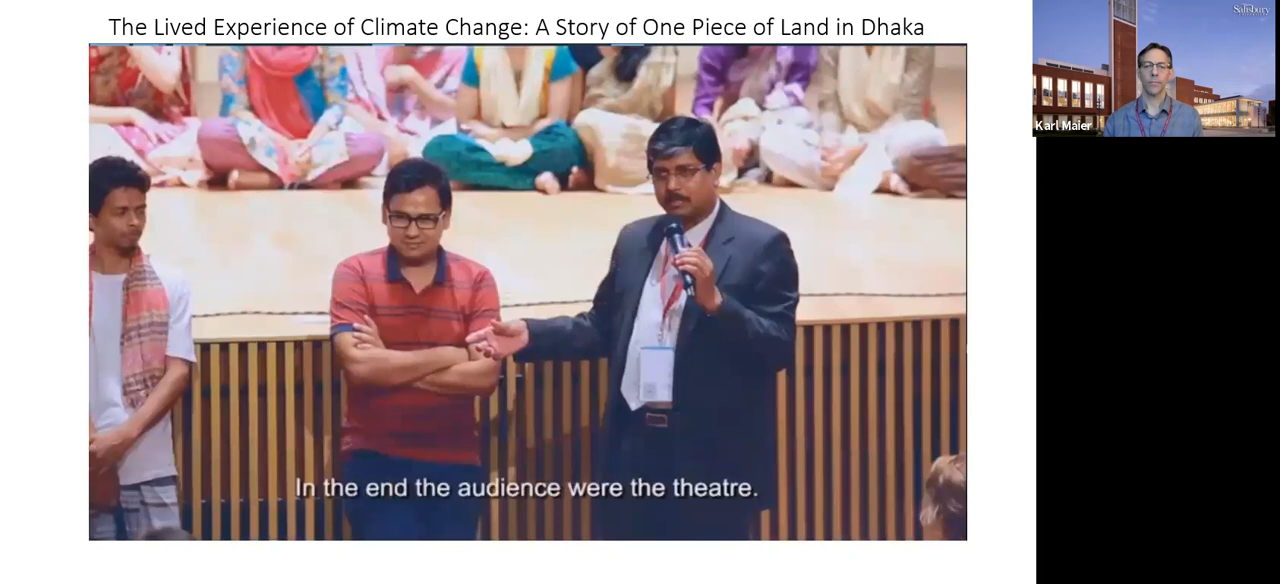 The Lived Experience of Climate Change: A Story of One Piece of Land in Dhaka
Salisbury
Karl Maier
In the end the audience were the theatre.